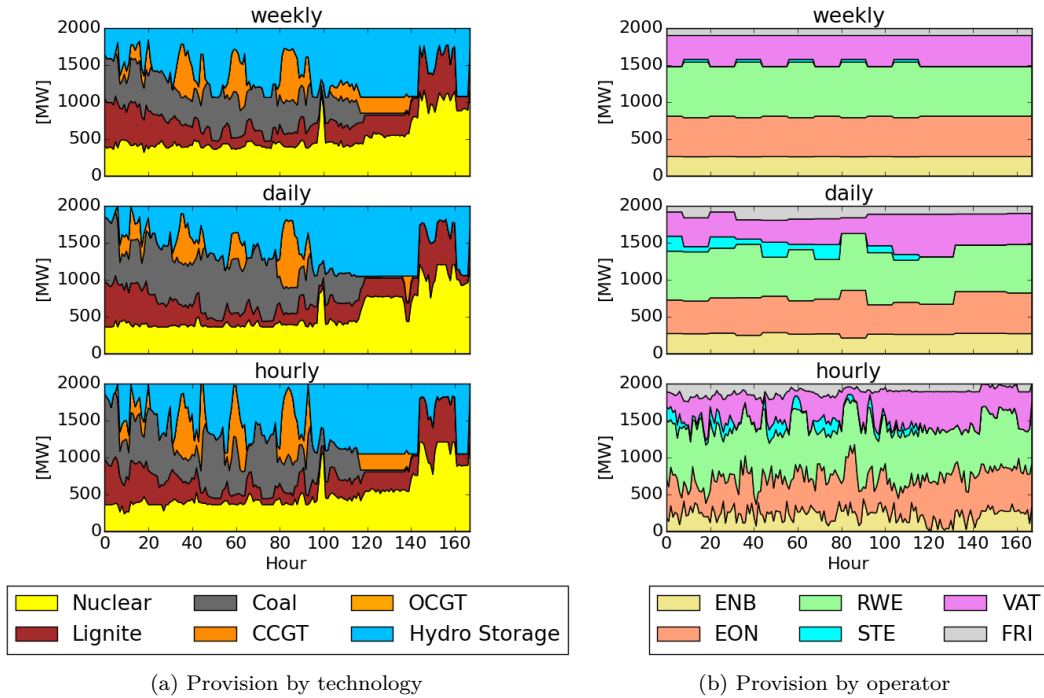 weekly
2000
1500
1000
500
0
[MW]
daily
2000
1500
1000
500
0
[MW]
hourly
2000
1500
1000
500
0
[MW]
0 20 40 60 80 100 120 140 160
Hour
Nuclear Coal OCGT
Lignite CCGT Hydro Storage
(a) Provision by technology
weekly
2000
1500
1000
500
0
[MW]
daily
2000
1500
1000
500
0
[MW]
hourly
2000
1500
1000
500
0
[MW]
0 20 40 60 80 100 120 140 160
Hour
ENB RWE VAT
EON STE FRI
(b) Provision by operator